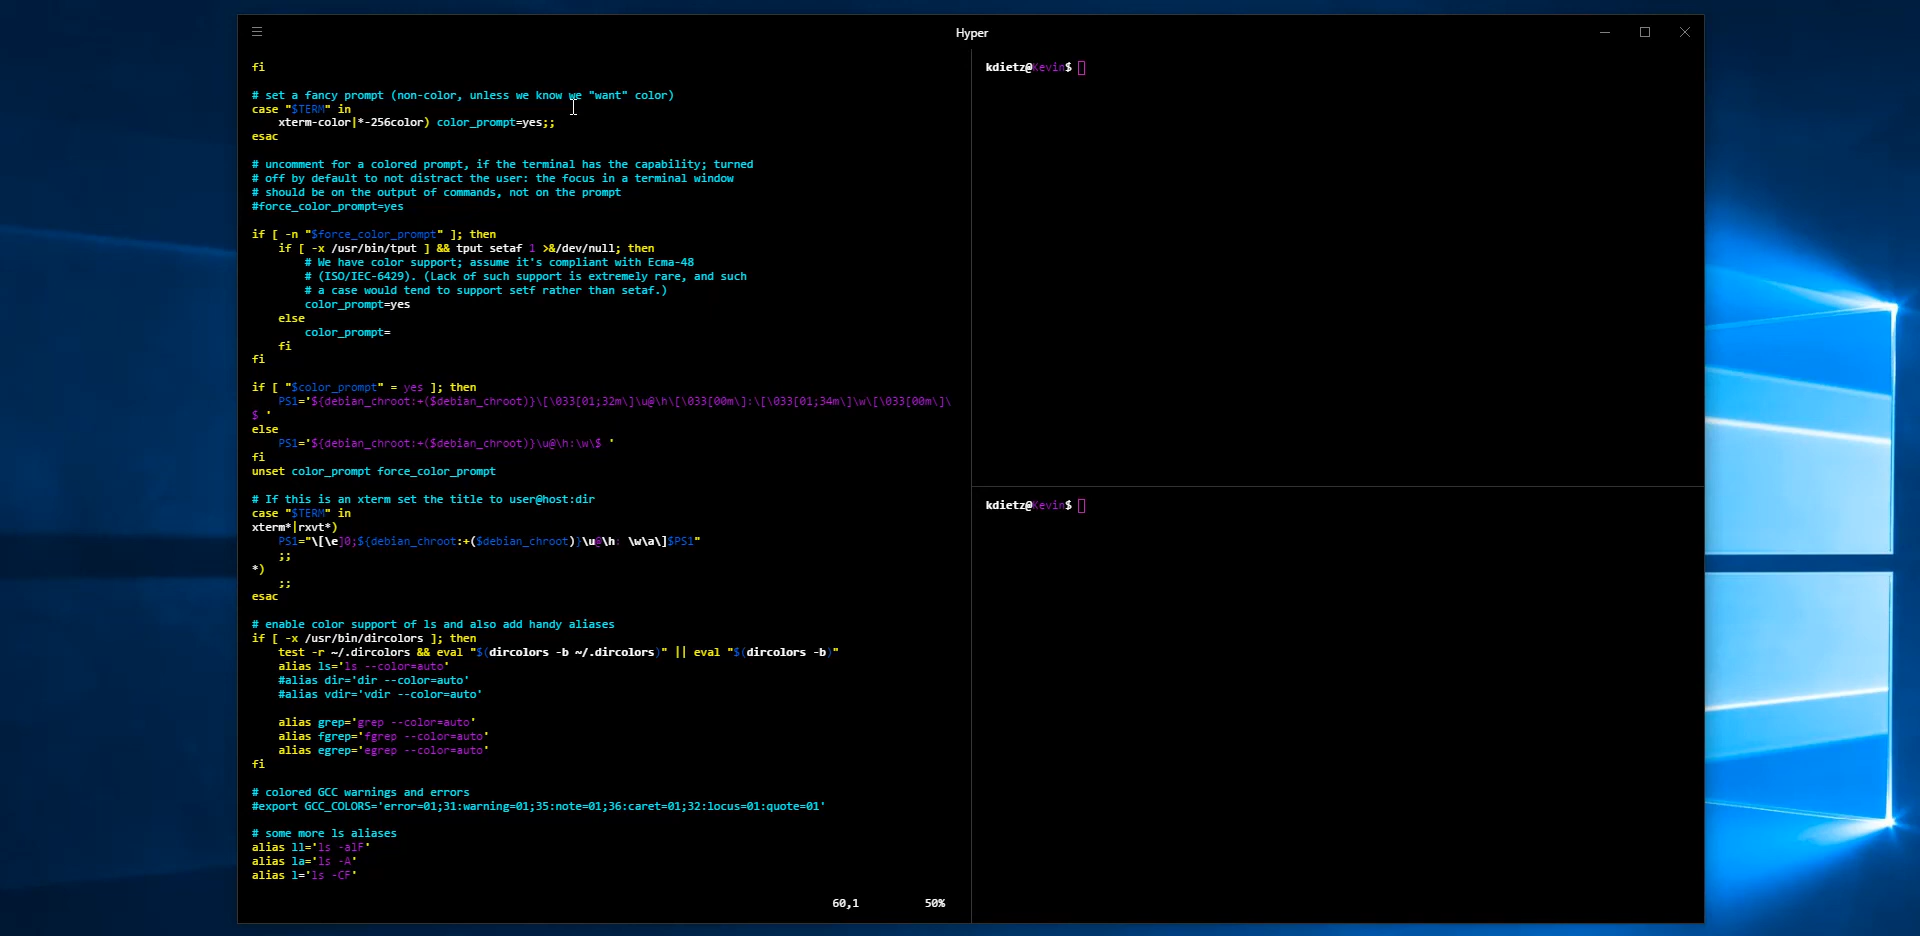 Hyper
fi
# set a fancy prompt (non-color, unless we know we "want" color)
case "$TERM" in
    xterm-color|*-256color) color_prompt=yes;;
esac
# uncomment for a colored prompt, if the terminal has the capability; turned
# off by default to not distract the user: the focus in a terminal window
# should be on the output of commands, not on the prompt
#force_color_prompt=yes
if [ -n "$force_color_prompt" ]; then
    if [ -x /usr/bin/tput ] && tput setaf 1 >&/dev/null; then
        # We have color support; assume it's compliant with Ecma-48
        # (ISO/IEC-6429). (Lack of such support is extremely rare, and such
        # a case would tend to support setf rather than setaf.)
        color_prompt=yes
    else
        color_prompt=
    fi
fi
if [ "$color_prompt" = yes ]; then
    PS1='${debian_chroot:+($debian_chroot)}\[\033[01;32m\]\u@\h\[\033[00m\]:\[\033[01;34m\]\w\[\033[00m\]\
$ '
else
    PS1='${debian_chroot:+($debian_chroot)}\u@\h:\w\$ '
fi
unset color_prompt force_color_prompt
# If this is an xterm set the title to user@host:dir
case "$TERM" in
xterm*|rxvt*)
    PS1="\[\e]0;${debian_chroot:+($debian_chroot)}\u@\h: \w\a\]$PS1"
    ;;
*)
    ;;
esac
# enable color support of ls and also add handy aliases
if [ -x /usr/bin/dircolors ]; then
    test -r ~/.dircolors && eval "$(dircolors -b ~/.dircolors)" || eval "$(dircolors -b)"
    alias ls='ls --color=auto'
    #alias dir='dir --color=auto'
    #alias vdir='vdir --color=auto'
    alias grep='grep --color=auto'
    alias fgrep='fgrep --color=auto'
    alias egrep='egrep --color=auto'
fi
# colored GCC warnings and errors
#export GCC_COLORS='error=01;31:warning=01;35:note=01;36:caret=01;32:locus=01:quote=01'
# some more ls aliases
alias ll='ls -alF'
alias la='ls -A'
alias l='ls -CF'
60,1 50%
kdietz@Kevin$
kdietz@Kevin$